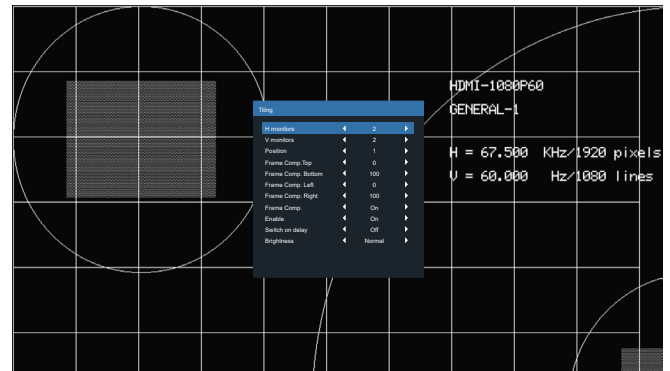 HDMI-1080P60
GENERAL-1
H = 67.500 KHz/1920 pixels
V = 60.000 Hz/1080 lines
Tiling
H monitors 2
V monitors 2
Position 1
Frame Comp.Top 0
Frame Comp. Bottom 100
Frame Comp. Left 0
Frame Comp. Right 100
Frame Comp. On
Enable On
Switch on delay Off
Brightness Normal